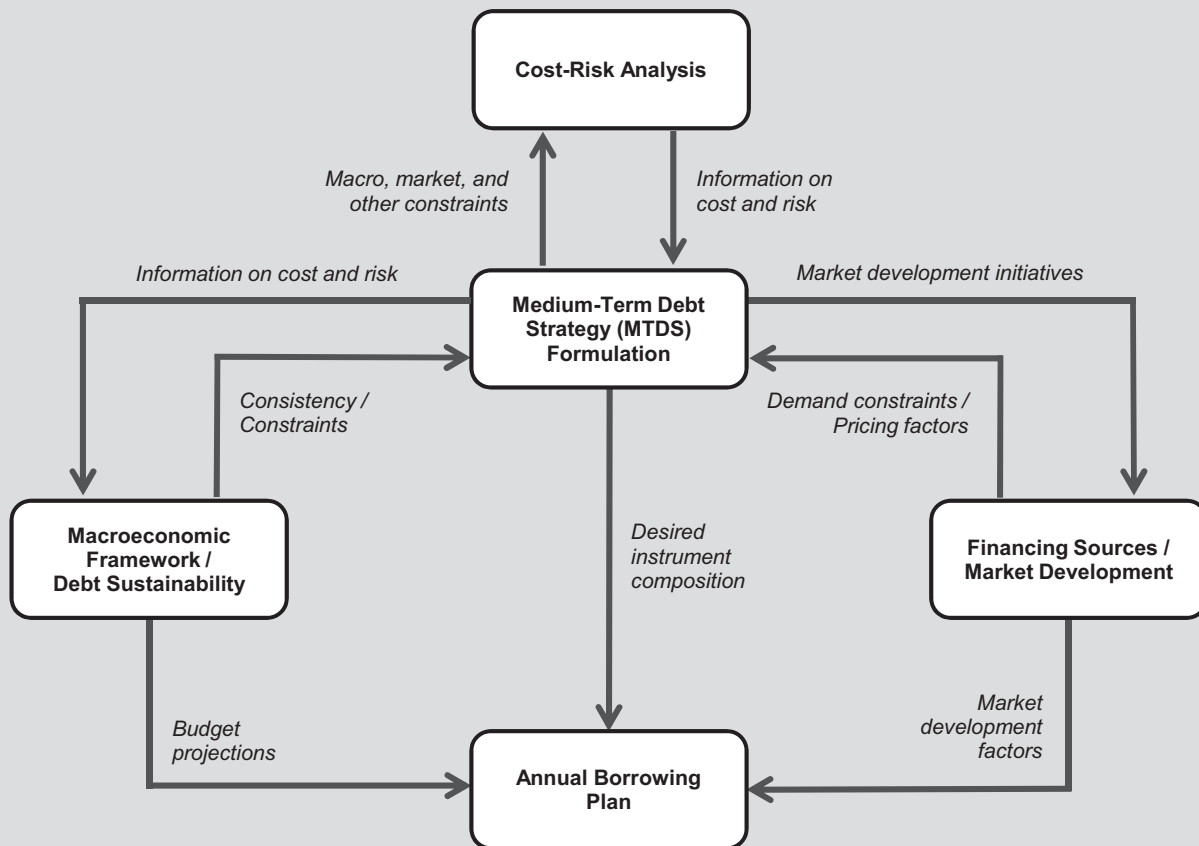 Cost-Risk Analysis
Macro, market, and
other constraints
Information on
cost and risk
Information on cost and risk
Market development initiatives
Medium-Term Debt
Strategy (MTDS)
Formulation
Consistency /
Constraints
Demand constraints /
Pricing factors
Macroeconomic
Framework /
Debt Sustainability
Desired
instrument
composition
Financing Sources /
Market Development
Budget
projections
Market
development
factors
Annual Borrowing
Plan